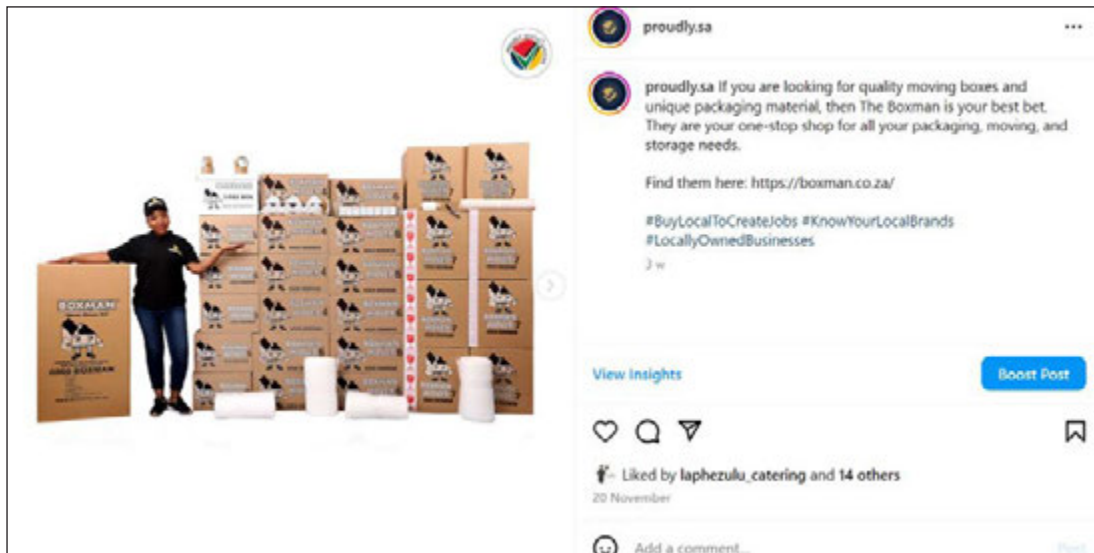 proudly.sa
proudly.sa If you are looking for quality moving boxes and
unique packaging material, then The Boxman is your best bet.
They are your one-stop shop for all your packaging, moving, and
storage needs.
Find them here: https://boxman.co.za/
#BuyLocalToCreateJobs #KnowYourLocalBrands
#LocallyOwnedBusinesses
3 w
View Insights
Boost Post
Liked by laphezulu_catering and 14 others
20 November
Add a comment...
Post
BOXMAN